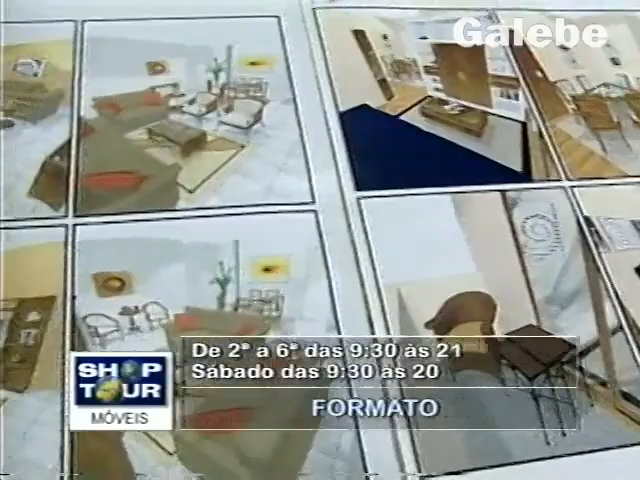 Galebe
De 2ª a 6ª das 9:30 às 21
Sábado das 9:30 às 20
SHOP
TOUR
MÓVEIS
FORMATO